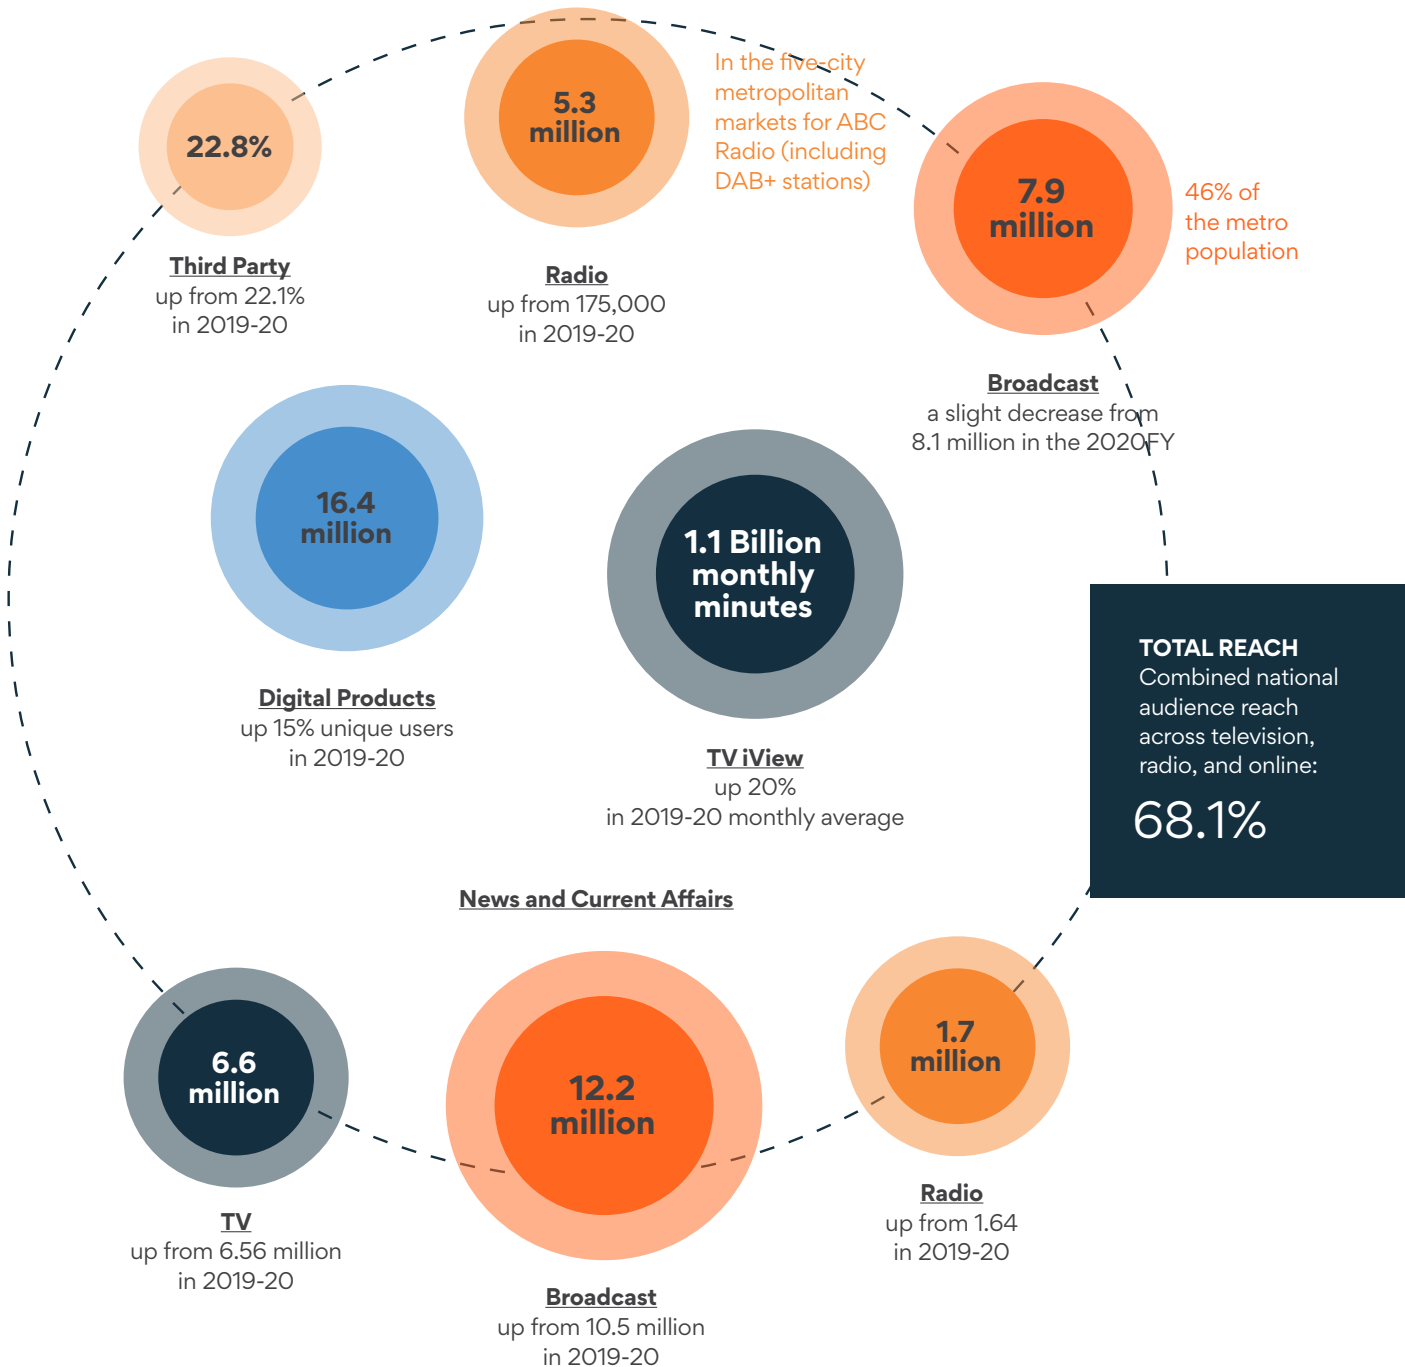 22.8%
Third Party
up from 22.1%
in 2019-20
5.3
million
In the five-city
metropolitan
markets for ABC
Radio (including
DAB+ stations)
Radio
up from 175,000
in 2019-20
7.9
million
46% of
the metro
population
Broadcast
a slight decrease from
8.1 million in the 2020FY
16.4
million
Digital Products
up 15% unique users
in 2019-20
1.1 Billion
monthly
minutes
TV iView
up 20%
in 2019-20 monthly average
TOTAL REACH
Combined national
audience reach
across television,
radio, and online:
68.1%
News and Current Affairs
6.6
million
TV
up from 6.56 million
in 2019-20
12.2
million
Broadcast
up from 10.5 million
in 2019-20
1.7
million
Radio
up from 1.64
in 2019-20